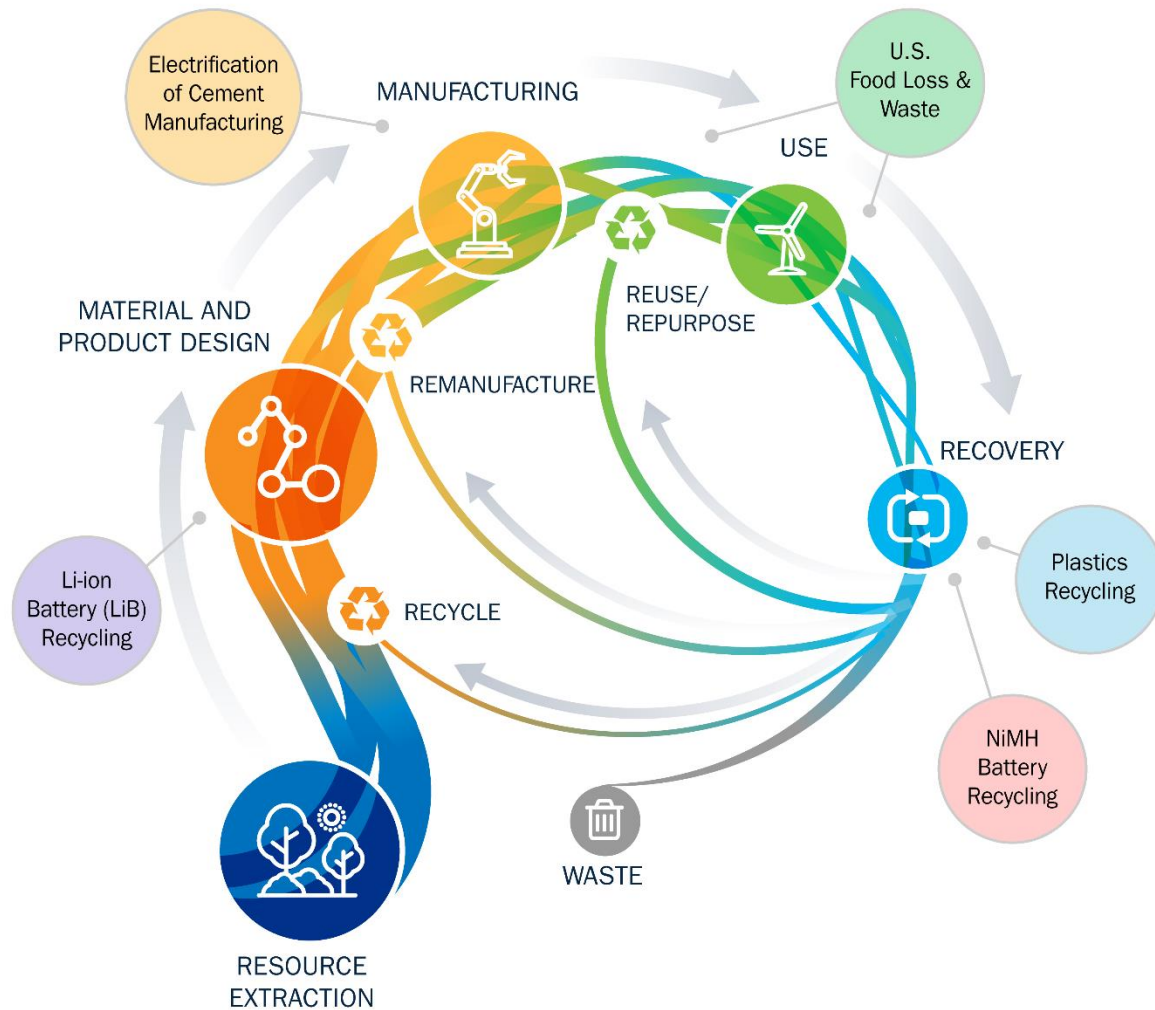 Electrification
of Cement
Manufacturing
MANUFACTURING
U.S.
Food Loss &
Waste
USE
MATERIAL AND
PRODUCT DESIGN
REUSE/
REPURPOSE
REMANUFACTURE
RECOVERY
Li-ion
Battery (LiB)
Recycling
RECYCLE
Plastics
Recycling
NiMH
Battery
Recycling
WASTE
RESOURCE
EXTRACTION